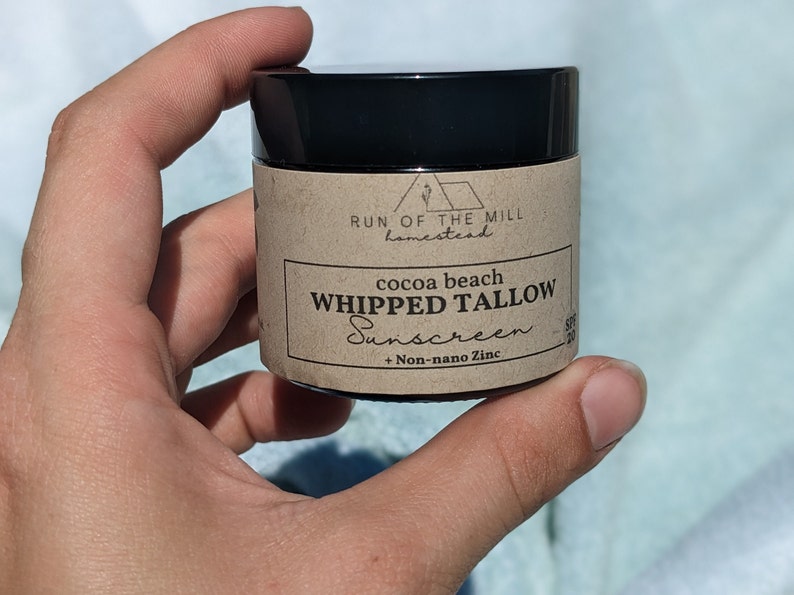 RUN OF THE MILL
homestead
cocoa beach
WHIPPED TALLOW
Sunscreen
+ Non-nano Zinc
SPF
20